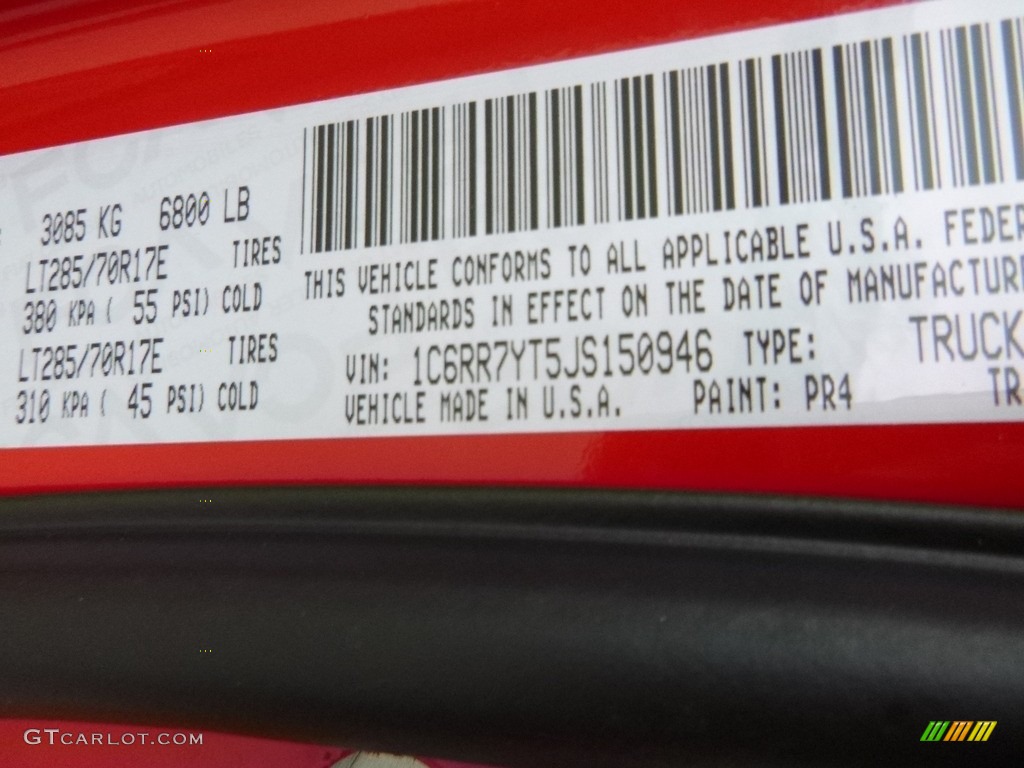 3085 KG 6800 LB
LT285/70R17E TIRES
380 KPA ( 55 PSI) COLD
LT285/70R17E TIRES
310 KPA ( 45 PSI) COLD
THIS VEHICLE CONFORMS TO ALL APPLICABLE U.S.A. FEDER
STANDARDS IN EFFECT ON THE DATE OF MANUFACTURE
VIN: 1C6RR7YT5JS150946 TYPE: TRUCK
VEHICLE MADE IN U.S.A. PAINT: PR4 TR
GTCARLOT.COM